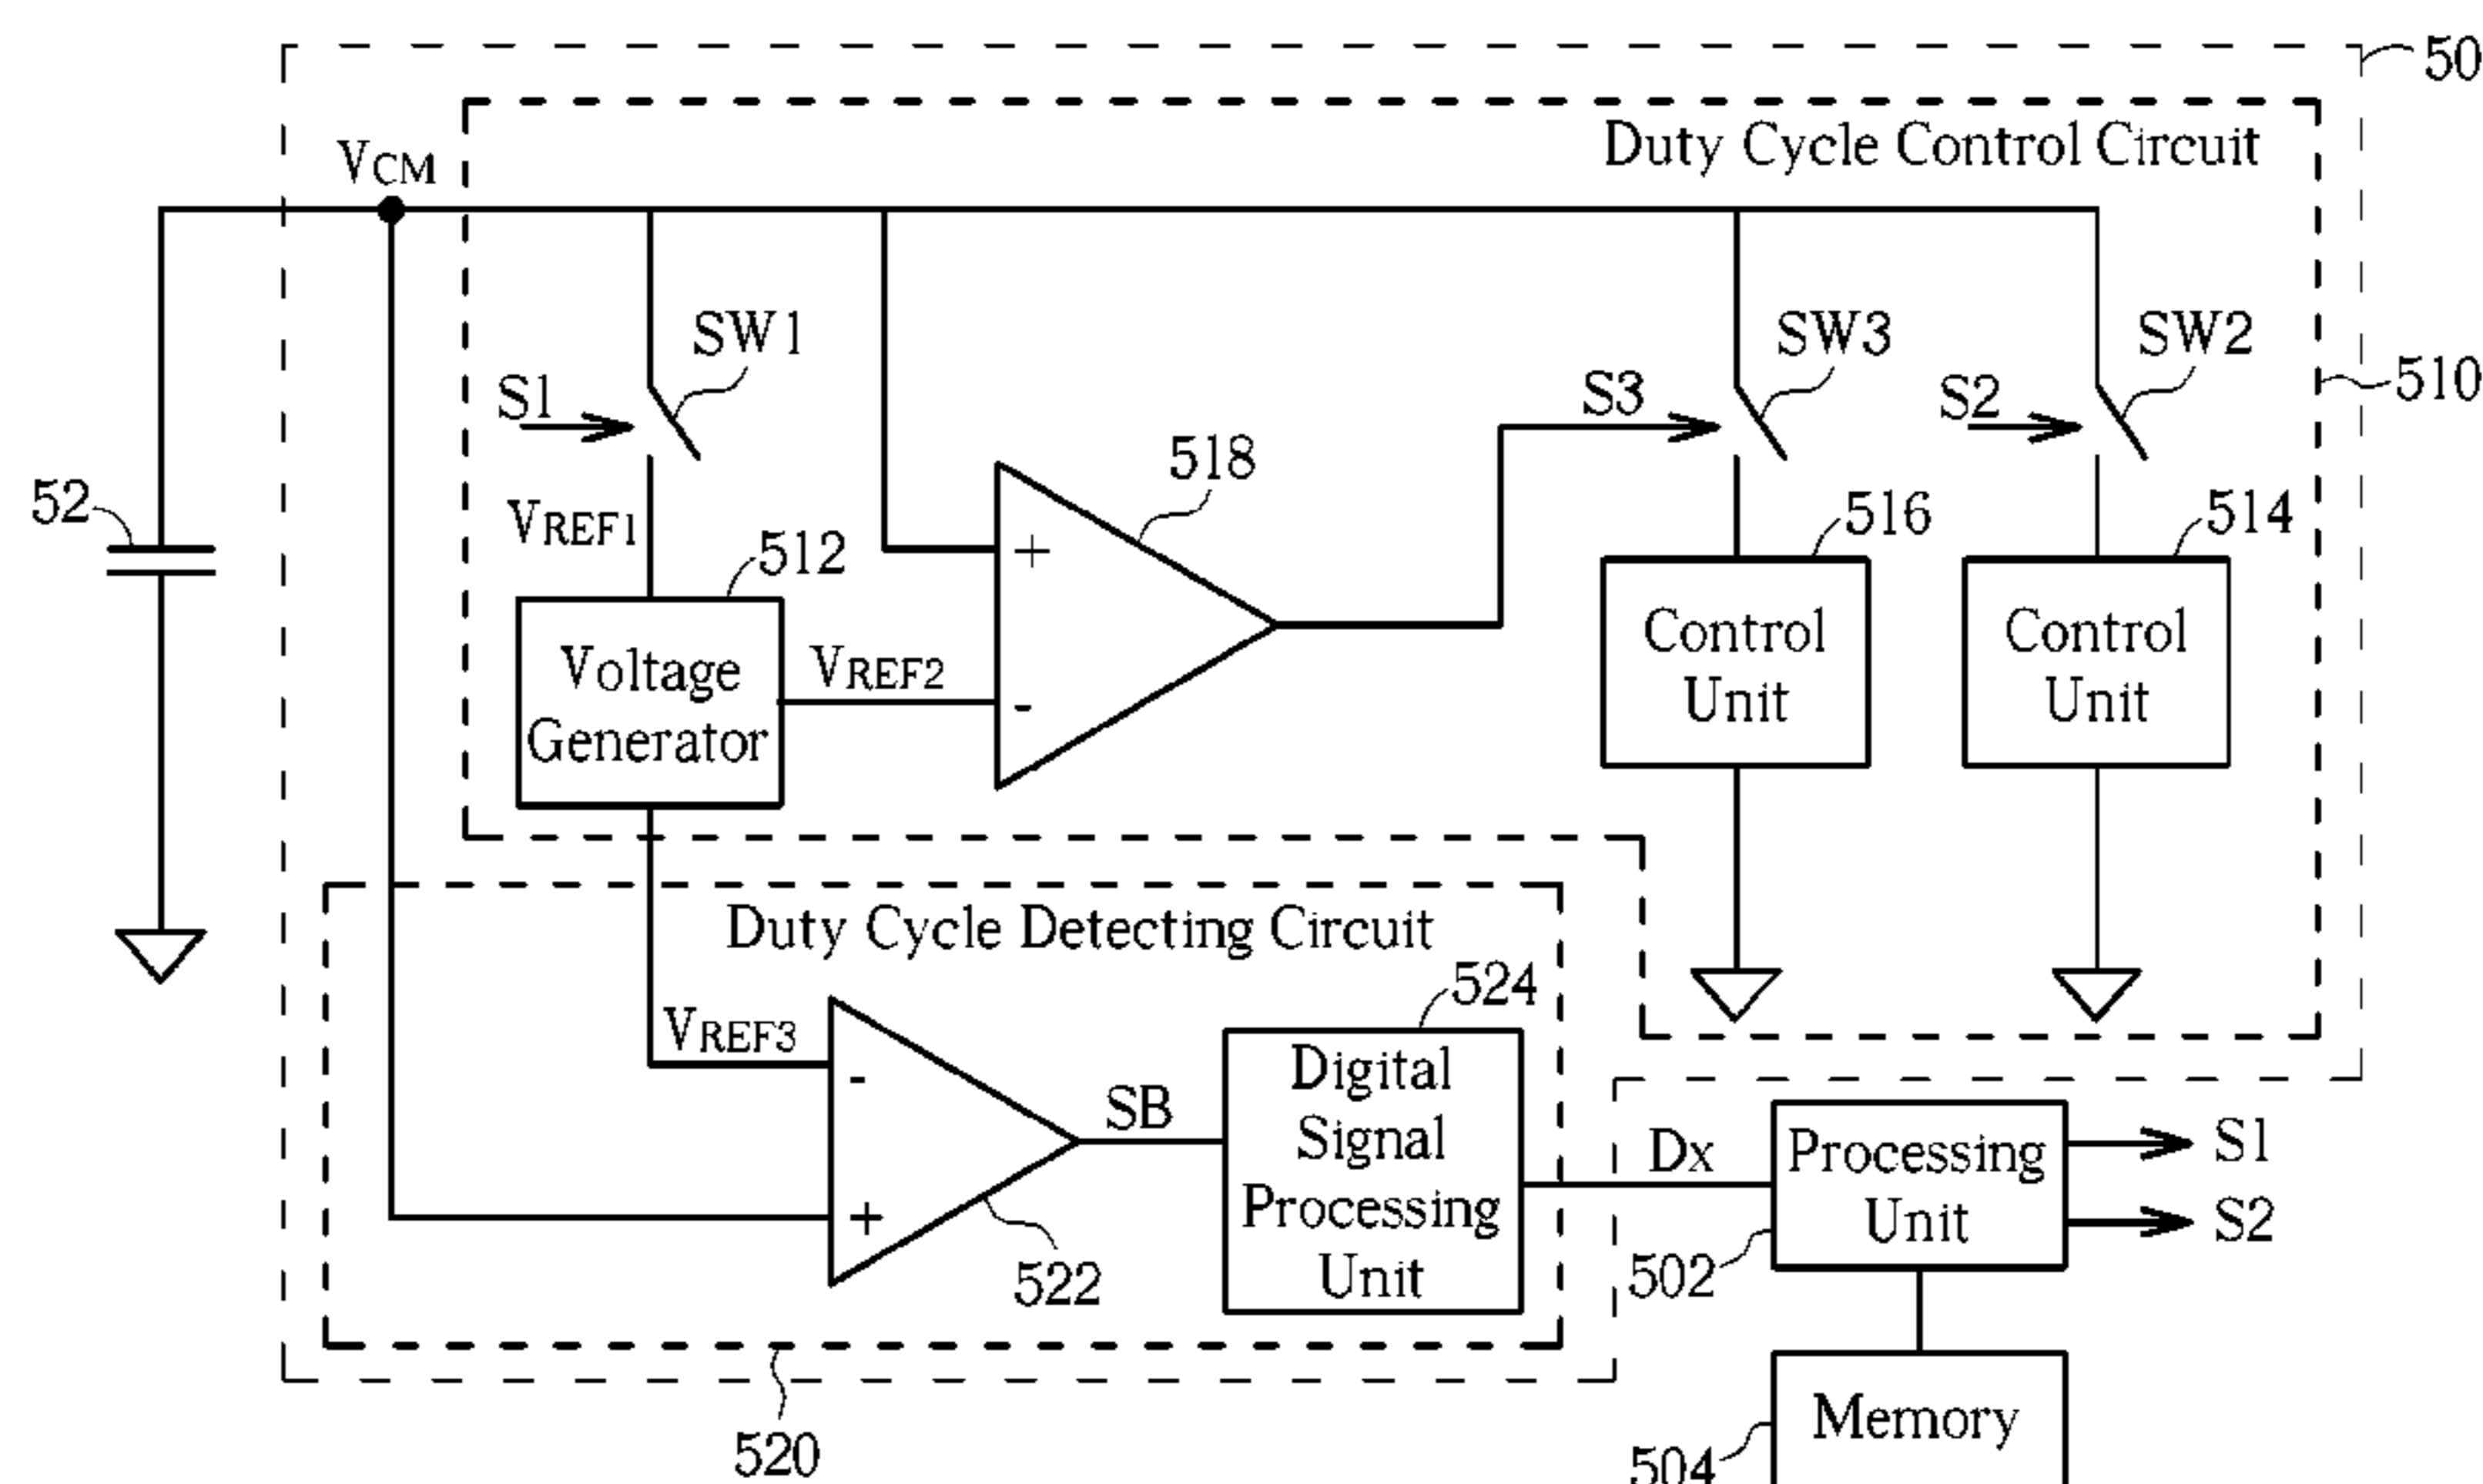 50
Duty Cycle Control Circuit
VCM
SW1
SW3
SW2
S1
S3
S2
510
518
52
VREF1
512
516
514
Voltage
Generator
VREF2
+
-
Control
Unit
Control
Unit
Duty Cycle Detecting Circuit
524
VREF3
-
+
SB
522
Digital
Signal
Processing
Unit
Dx
Processing
Unit
S1
S2
502
520
Memory
504